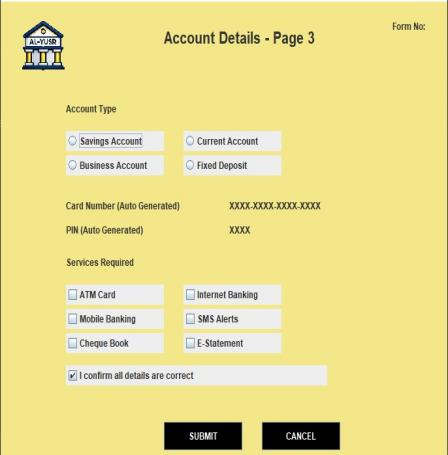 Form No:
AL-YUSR
Account Details - Page 3
Account Type
Savings Account Current Account
Business Account Fixed Deposit
Card Number (Auto Generated) XXXX-XXXX-XXXX-XXXX
PIN (Auto Generated) XXXX
Services Required
ATM Card Internet Banking
Mobile Banking SMS Alerts
Cheque Book E-Statement
I confirm all details are correct
SUBMIT CANCEL